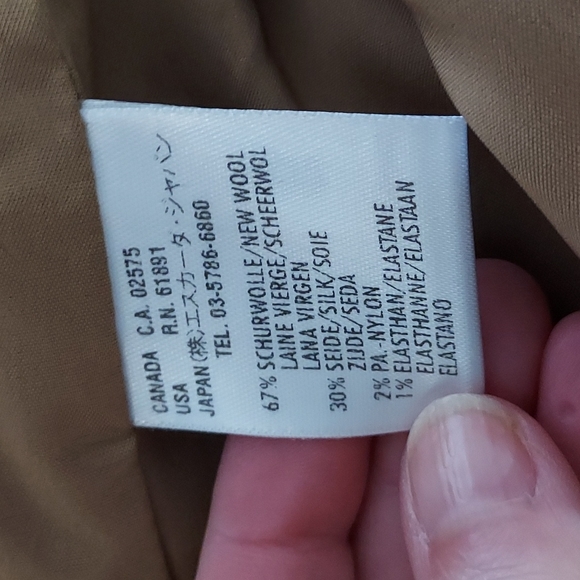 CANADA C.A. 02575
USA R.N. 61891
JAPAN (株)エスカーダ・ジャパン
TEL. 03-5786-6860
67% SCHURWOLLE/NEW WOOL
LAINE VIERGE/SCHEERWOL
LANA VIRGEN
30% SEIDE/SILK/SOIE
ZIJDE/SEDA
2% PA.-NYLON
1% ELASTHAN/ELASTANE
ELASTHANNE/ELASTAAN
ELASTANO